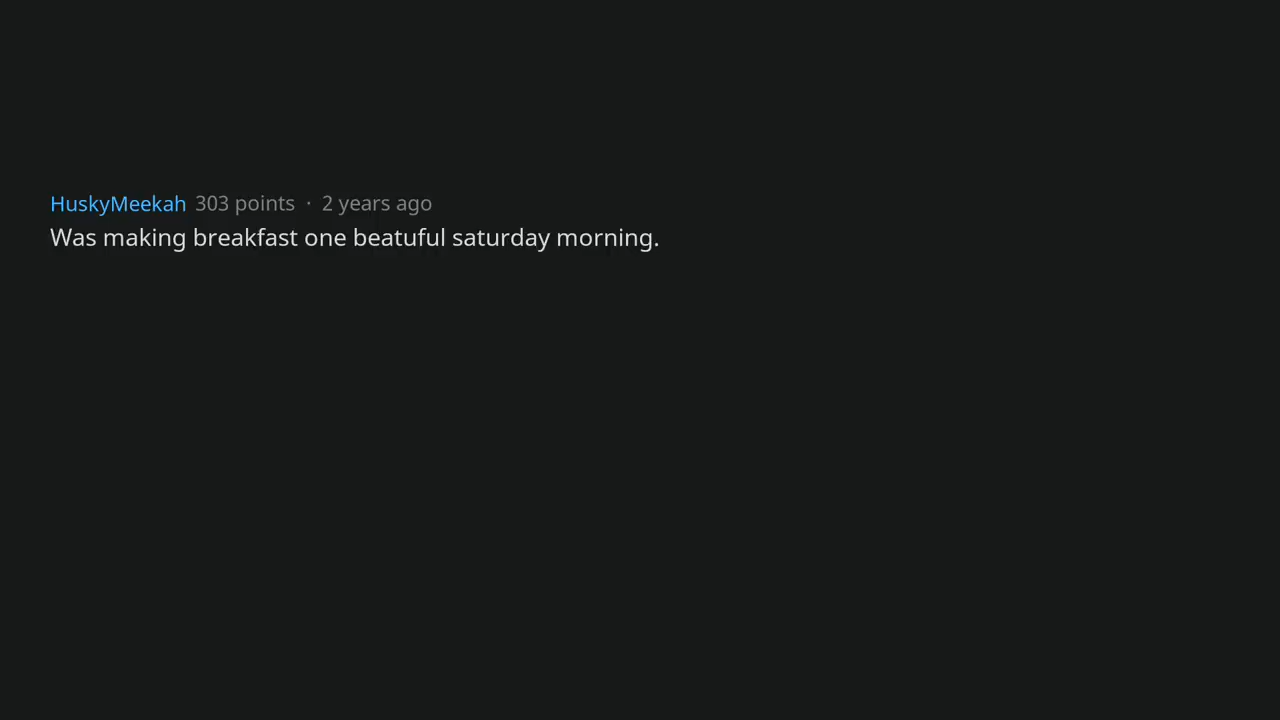 HuskyMeekah 303 points · 2 years ago
Was making breakfast one beatuful saturday morning.